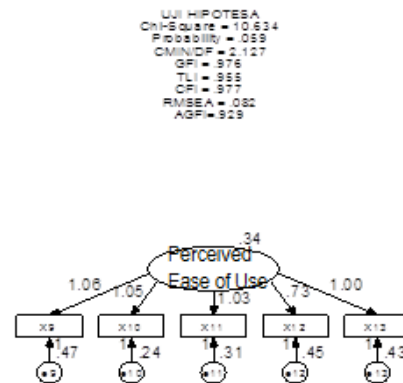 UJI HIPOTESA
Chi-Square = 10.634
Probability = .059
CMIN/DF = 2.127
GFI = .976
TLI = .955
CFI = .977
RMSEA = .082
AGFI=.929
.34
Perceived
Ease of Use
1.06 1.05 1.03 .73 1.00
X9 X10 X11 X12 X13
1 1 1 1 1
.47 .24 .31 .45 .43
e9 e10 e11 e12 e13